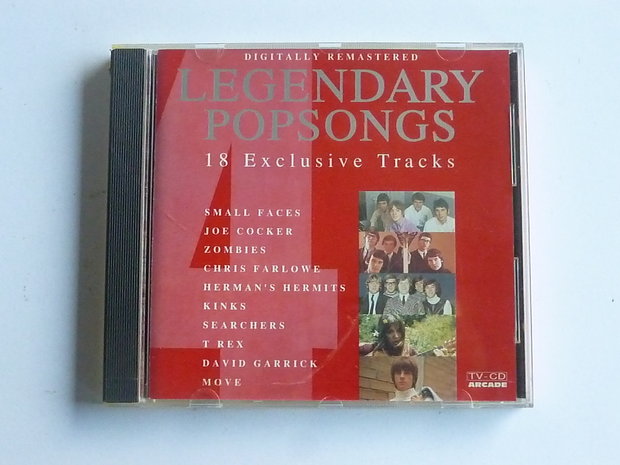 DIGITALLY REMASTERED
LEGENDARY
POPSONGS
18 Exclusive Tracks
4
SMALL FACES
JOE COCKER
ZOMBIES
CHRIS FARLOWE
HERMAN'S HERMITS
KINKS
SEARCHERS
T REX
DAVID GARRICK
MOVE
TV-CD
ARCADE